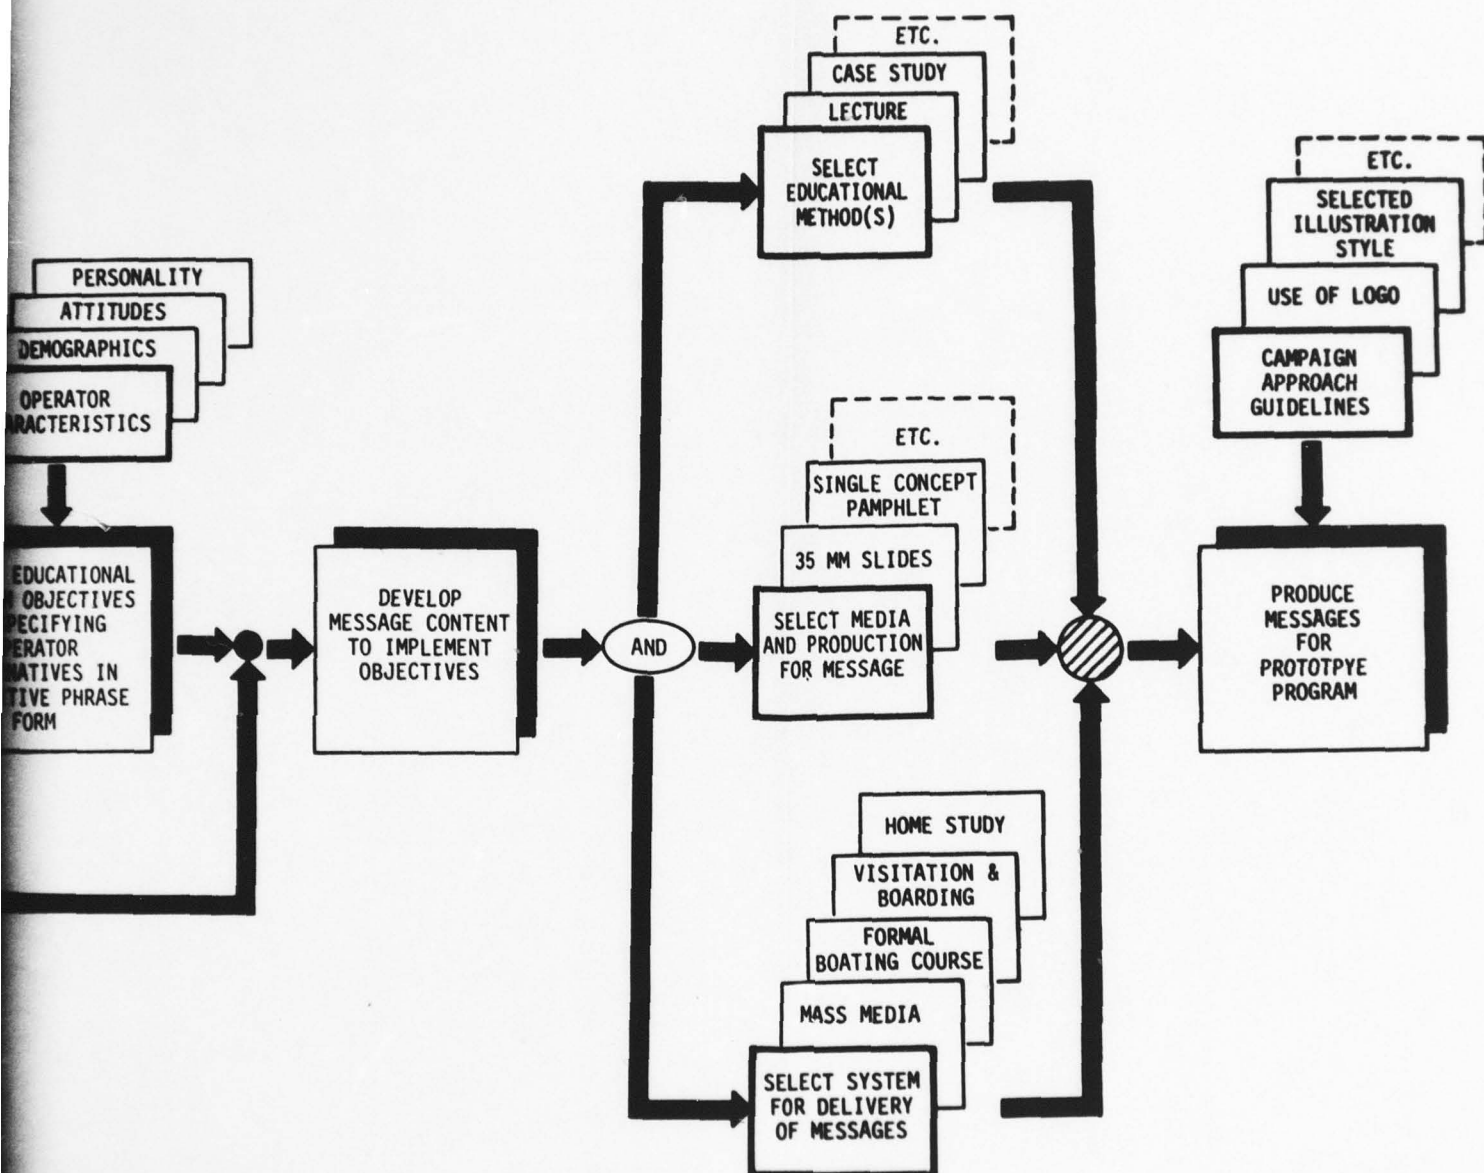 PERSONALITY
ATTITUDES
DEMOGRAPHICS
OPERATOR
EDUCATIONAL
OBJECTIVES
IN
PHRASE
FORM
DEVELOP
MESSAGE CONTENT
TO IMPLEMENT
OBJECTIVES
AND
ETC.
CASE STUDY
LECTURE
SELECT
EDUCATIONAL
METHOD(S)
ETC.
SINGLE CONCEPT
PAMPHLET
35 MM SLIDES
SELECT MEDIA
AND PRODUCTION
FOR MESSAGE
HOME STUDY
VISITATION &
BOARDING
FORMAL
BOATING COURSE
MASS MEDIA
SELECT SYSTEM
FOR DELIVERY
OF MESSAGES
ETC.
SELECTED
ILLUSTRATION
STYLE
USE OF LOGO
CAMPAIGN
APPROACH
GUIDELINES
PRODUCE
MESSAGES
FOR
PROTOTPYE
PROGRAM